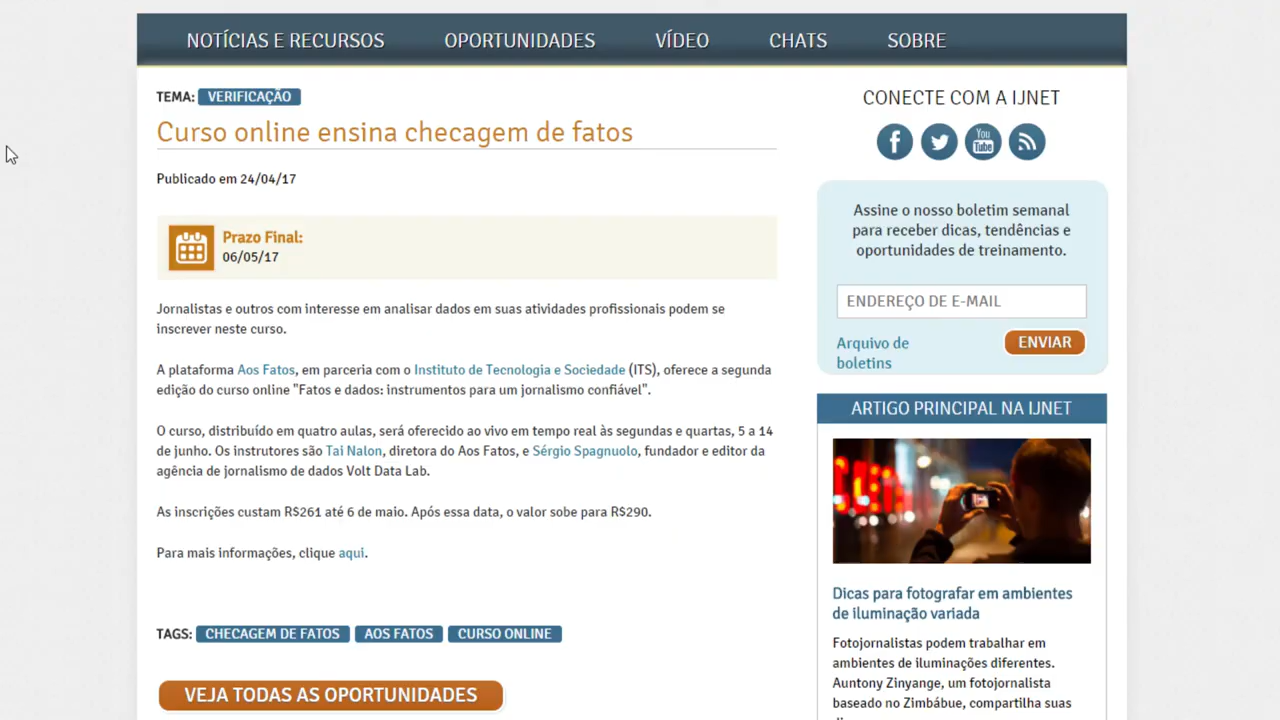 NOTÍCIAS E RECURSOS OPORTUNIDADES VÍDEO CHATS SOBRE
TEMA: VERIFICAÇÃO
Curso online ensina checagem de fatos
Publicado em 24/04/17
Prazo Final:
06/05/17
Jornalistas e outros com interesse em analisar dados em suas atividades profissionais podem se
inscrever neste curso.
A plataforma Aos Fatos, em parceria com o Instituto de Tecnologia e Sociedade (ITS), oferece a segunda
edição do curso online "Fatos e dados: instrumentos para um jornalismo confiável".
O curso, distribuído em quatro aulas, será oferecido ao vivo em tempo real às segundas e quartas, 5 a 14
de junho. Os instrutores são Tai Nalon, diretora do Aos Fatos, e Sérgio Spagnuolo, fundador e editor da
agência de jornalismo de dados Volt Data Lab.
As inscrições custam R$261 até 6 de maio. Após essa data, o valor sobe para R$290.
Para mais informações, clique aqui.
TAGS: CHECAGEM DE FATOS AOS FATOS CURSO ONLINE
VEJA TODAS AS OPORTUNIDADES
CONECTE COM A IJNET
You
Tube
Assine o nosso boletim semanal
para receber dicas, tendências e
oportunidades de treinamento.
ENDEREÇO DE E-MAIL
Arquivo de
boletins
ENVIAR
ARTIGO PRINCIPAL NA IJNET
Dicas para fotografar em ambientes
de iluminação variada
Fotojornalistas podem trabalhar em
ambientes de iluminações diferentes.
Auntony Zinyange, um fotojornalista
baseado no Zimbábue, compartilha suas